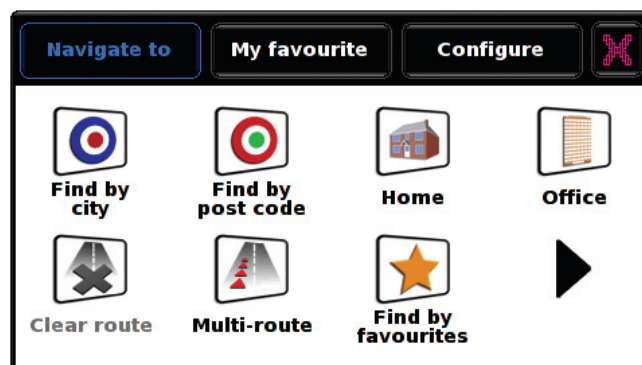 Navigate to
My favourite
Configure
Find by
city
Find by
post code
Home
Office
Clear route
Multi-route
Find by
favourites